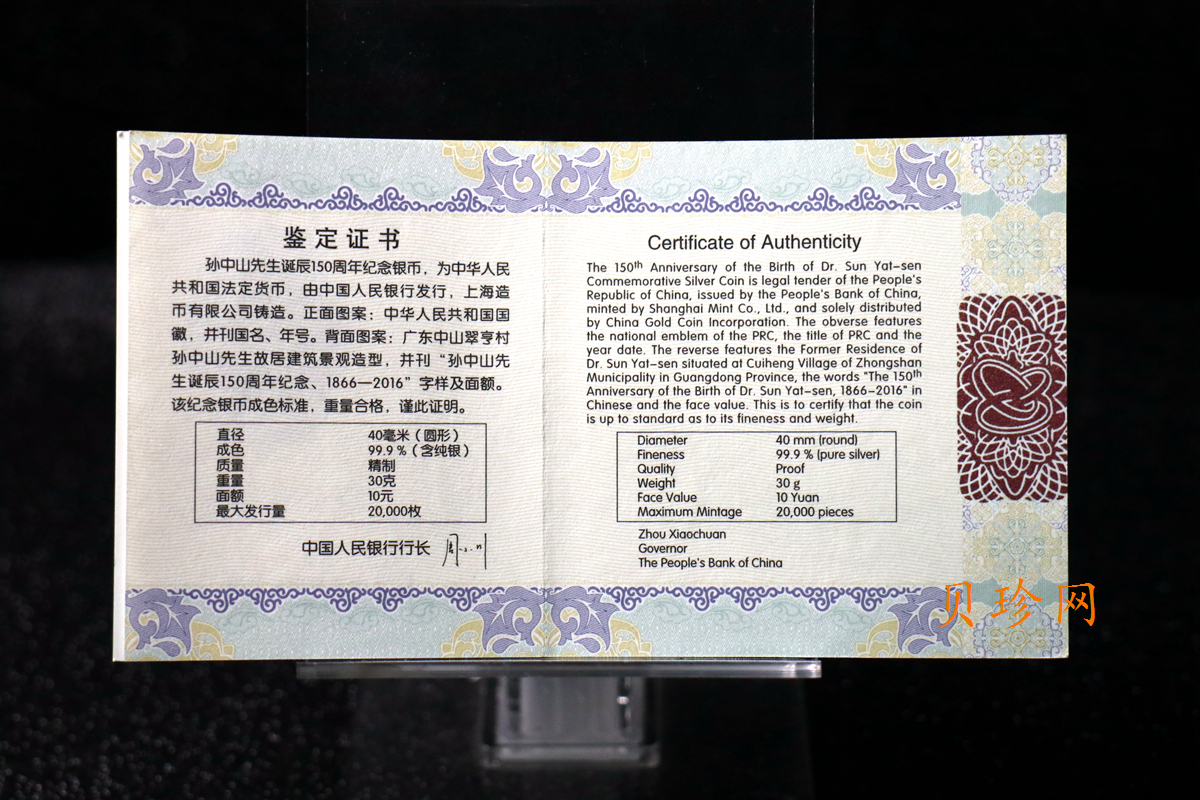 鉴定证书
孙中山先生诞辰150周年纪念银币，为中华人民
共和国法定货币，由中国人民银行发行，上海造
币有限公司铸造。正面图案：中华人民共和国国
徽，并刊国名、年号。背面图案：广东中山翠亨村
孙中山先生故居建筑景观造型，并刊“孙中山先
生诞辰150周年纪念、1866—2016”字样及面额。
该纪念银币成色标准，重量合格，谨此证明。
直径 40毫米（圆形）
成色 99.9％（含纯银）
质量 精制
重量 30克
面额 10元
最大发行量 20,000枚
中国人民银行行长
Certificate of Authenticity
The 150th Anniversary of the Birth of Dr. Sun Yat-sen
Commemorative Silver Coin is legal tender of the People's
Republic of China, issued by the People's Bank of China,
minted by Shanghai Mint Co., Ltd., and solely distributed
by China Gold Coin Incorporation. The obverse features
the national emblem of the PRC, the title of PRC and the
year date. The reverse features the Former Residence of
Dr. Sun Yat-sen situated at Cuiheng Village of Zhongshan
Municipality in Guangdong Province, the words "The 150th
Anniversary of the Birth of Dr. Sun Yat-sen, 1866-2016" in
Chinese and the face value. This is to certify that the coin
is up to standard as to its fineness and weight.
Diameter 40 mm (round)
Fineness 99.9 % (pure silver)
Quality Proof
Weight 30 g
Face Value 10 Yuan
Maximum Mintage 20,000 pieces
Zhou Xiaochuan
Governor
The People's Bank of China
贝珍网